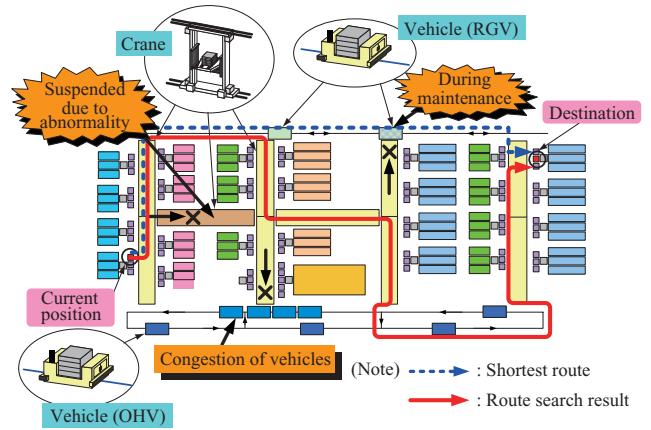 Crane
Vehicle (RGV)
Suspended
due to
abnormality
During
maintenance
Destination
Current
position
Congestion of vehicles
Vehicle (OHV)
(Note)
: Shortest route
: Route search result